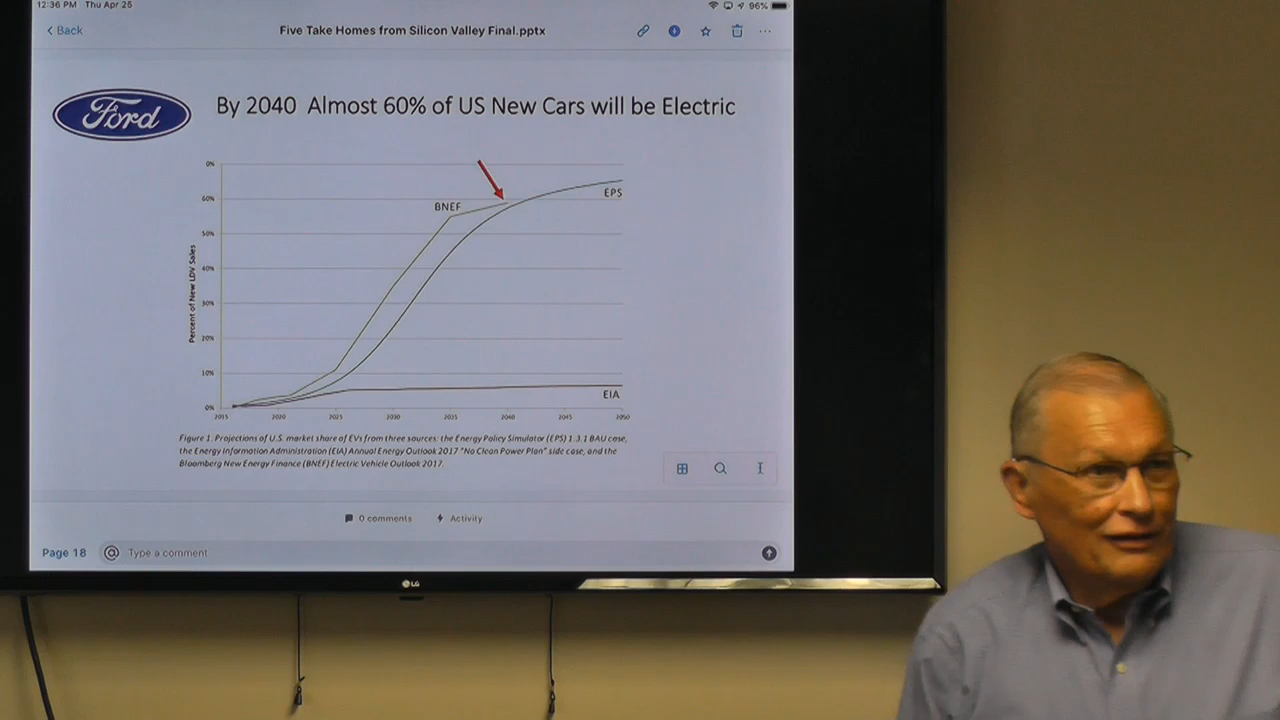 12:36 PM Thu Apr 25
96%
Back
Five Take Homes from Silicon Valley Final.pptx
Ford
By 2040 Almost 60% of US New Cars will be Electric
0%
60%
50%
40%
30%
20%
10%
0%
Percent of New LDV Sales
BNEF
EPS
EIA
2015 2020 2025 2030 2035 2040 2045 2050
Figure 1. Projections of U.S. market share of EVs from three sources: the Energy Policy Simulator (EPS) 1.3.1 BAU case,
the Energy Information Administration (EIA) Annual Energy Outlook 2017 "No Clean Power Plan" side case, and the
Bloomberg New Energy Finance (BNEF) Electric Vehicle Outlook 2017.
0 comments Activity
Page 18 @ Type a comment
LG